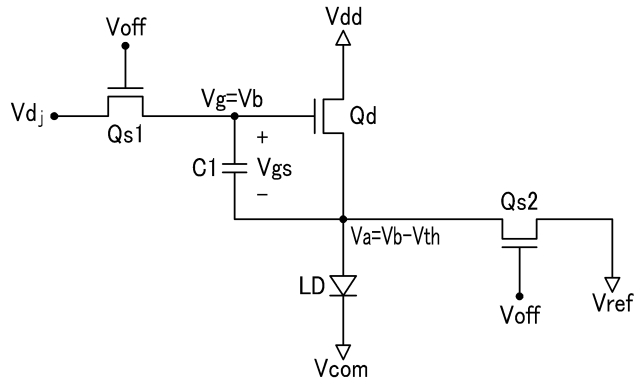 Voff
Vdd
Vdj
Qs1
Vg=Vb
Qd
+
C1
Vgs
−
Qs2
Va=Vb-Vth
LD
Voff
Vref
Vcom